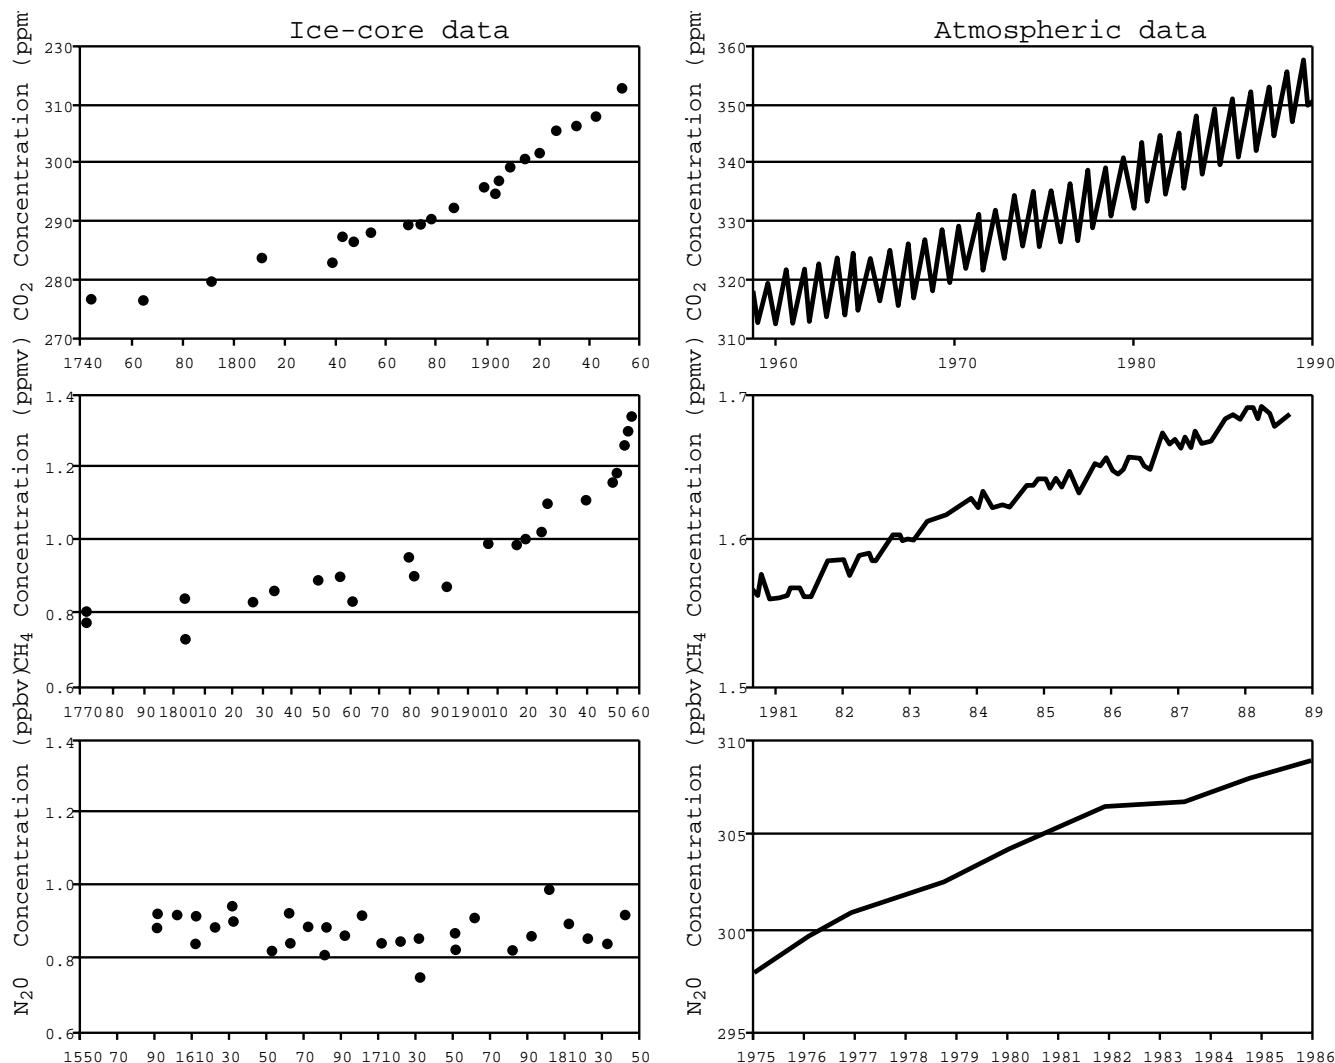 Ice-core data
Atmospheric data
CO2 Concentration (ppm
230
310
300
290
280
270
1740 60 80 1800 20 40 60 80 1900 20 40 60
CO2 Concentration (ppm
360
350
340
330
320
310
1960 1970 1980 1990
CH4 Concentration (ppmv)
1.4
1.2
1.0
0.8
0.6
1770 80 90 1800 10 20 30 40 50 60 70 80 90 1900 10 20 30 40 50 60
CH4 Concentration (ppmv)
1.7
1.6
1.5
1981 82 83 84 85 86 87 88 89
N2O Concentration (ppbv)
1.4
1.2
1.0
0.8
0.6
1550 70 90 1610 30 50 70 90 1710 30 50 70 90 1810 30 50
N2O Concentration (ppbv)
310
305
300
295
1975 1976 1977 1978 1979 1980 1981 1982 1983 1984 1985 1986